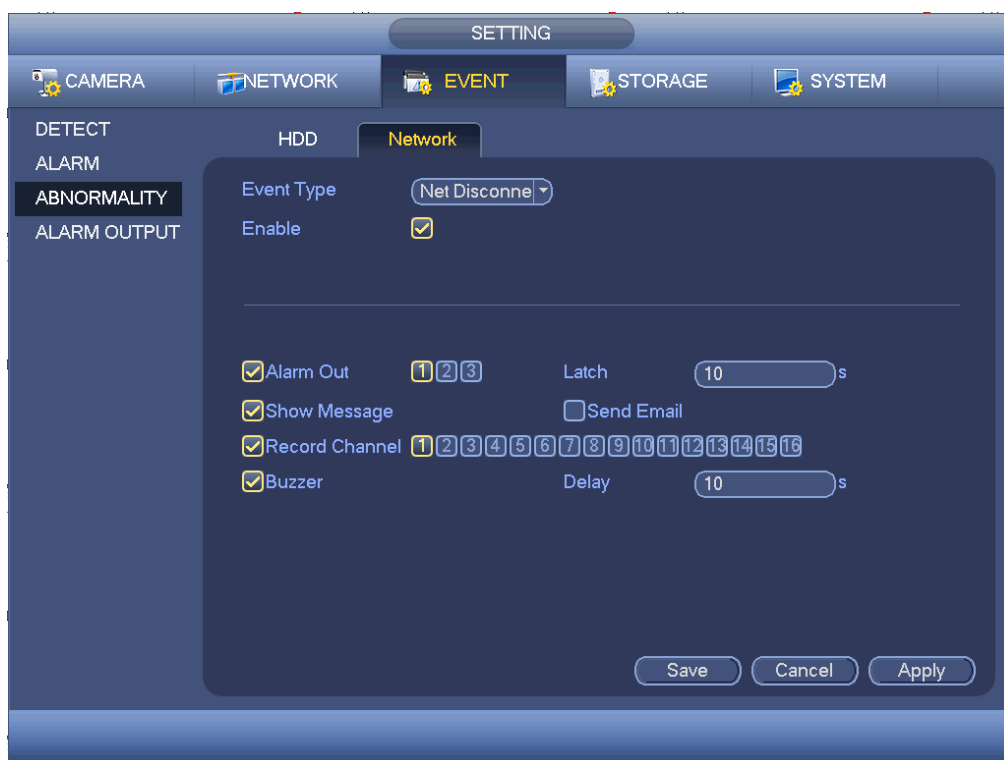 SETTING
CAMERA NETWORK EVENT STORAGE SYSTEM
DETECT
ALARM
ABNORMALITY
ALARM OUTPUT
HDD Network
Event Type Net Disconne
Enable
Alarm Out 1 2 3 Latch 10 s
Show Message Send Email
Record Channel 1 2 3 4 5 6 7 8 9 10 11 12 13 14 15 16
Buzzer Delay 10 s
Save Cancel Apply